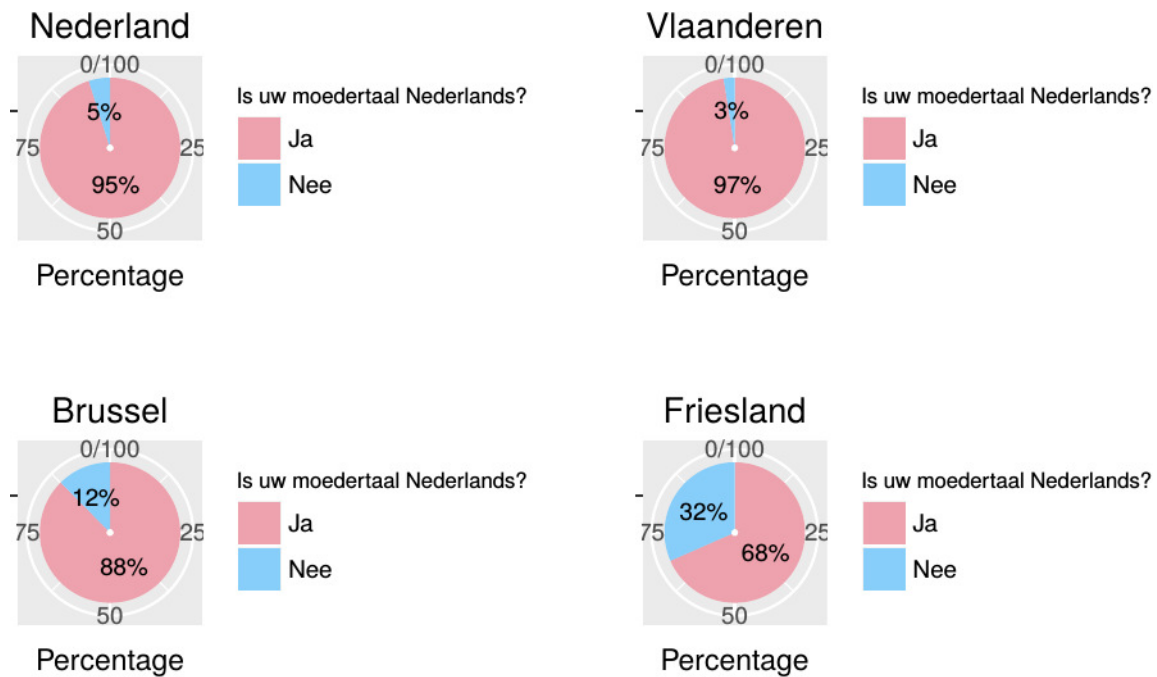 Nederland
0/100
5%
75
25
95%
50
Percentage
Is uw moedertaal Nederlands?
Ja
Nee
Vlaanderen
0/100
3%
75
25
97%
50
Percentage
Is uw moedertaal Nederlands?
Ja
Nee
Brussel
0/100
12%
75
25
88%
50
Percentage
Is uw moedertaal Nederlands?
Ja
Nee
Friesland
0/100
32%
75
25
68%
50
Percentage
Is uw moedertaal Nederlands?
Ja
Nee